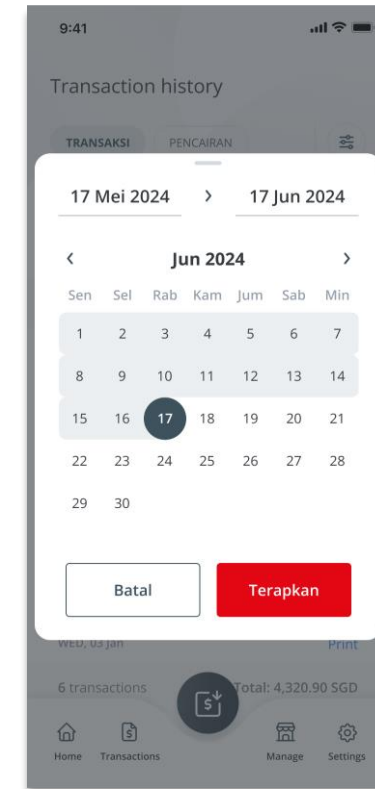 9:41
Transaction history
TRANSAKSI PENCAIRAN
17 Mei 2024 > 17 Jun 2024
< Jun 2024 >
Sen Sel Rab Kam Jum Sab Min
1 2 3 4 5 6 7
8 9 10 11 12 13 14
15 16 17 18 19 20 21
22 23 24 25 26 27 28
29 30
Batal Terapkan
WED, 03 Jan Print
6 transactions Total: 4,320.90 SGD
Home Transactions Manage Settings